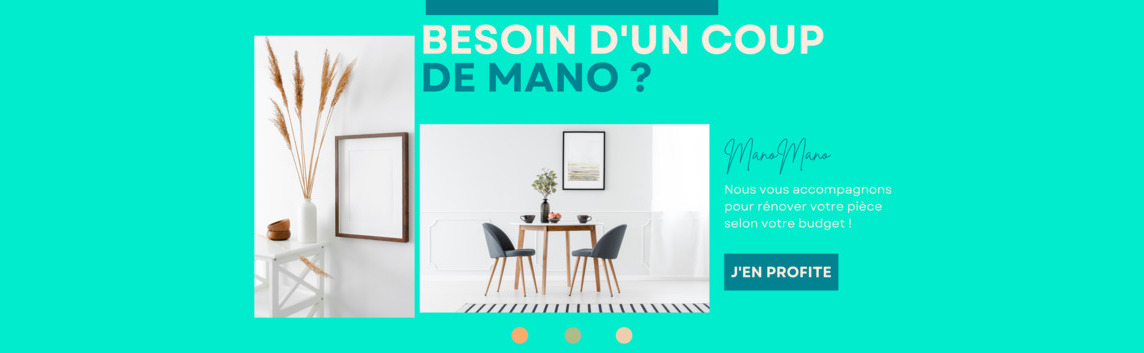 BESOIN D'UN COUP
DE MANO ?
ManoMano
Nous vous accompagnons
pour rénover votre pièce
selon votre budget !
J'EN PROFITE